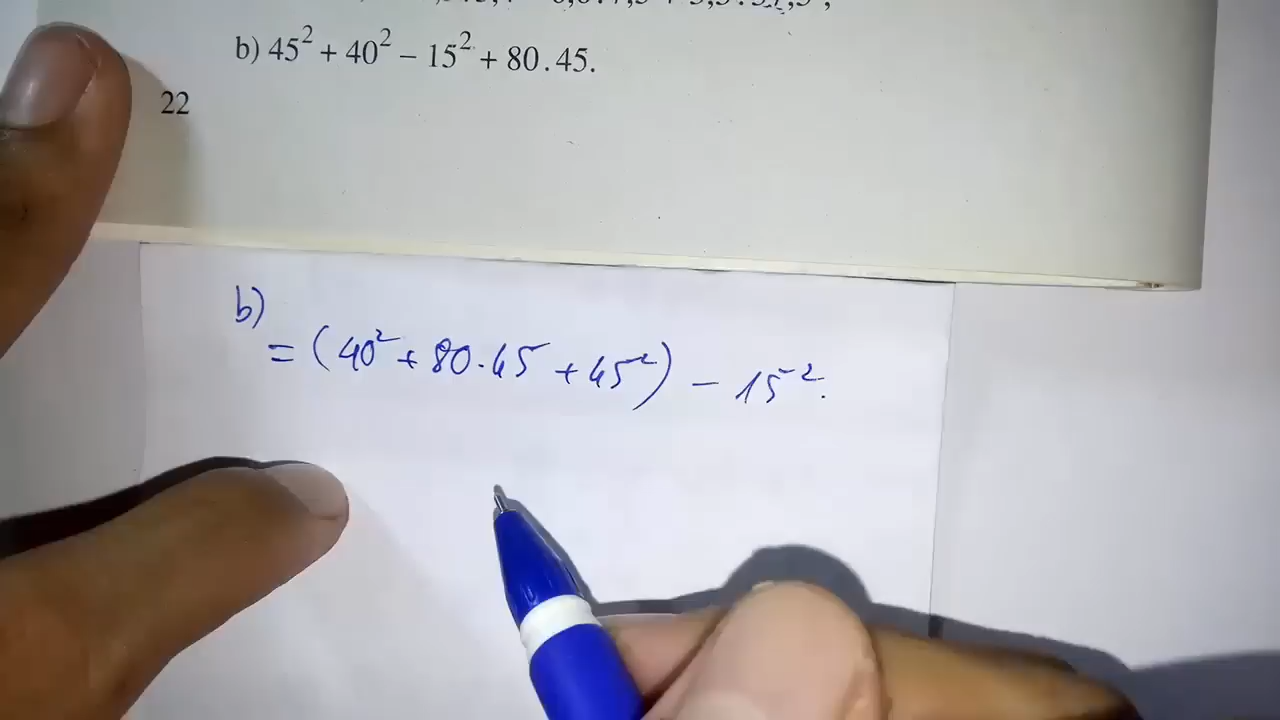 b) 45² + 40² − 15² + 80 . 45.
22
b)
= (40² + 80 . 45 + 45²) − 15².